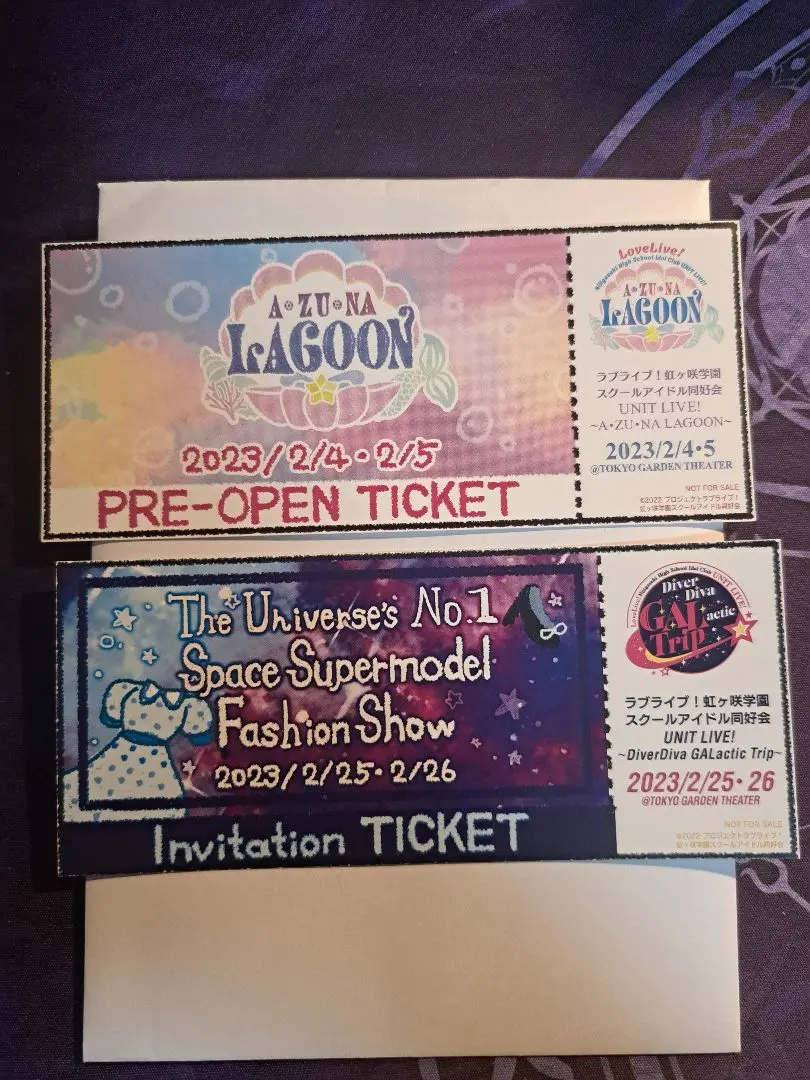 A・ZU・NA
LAGOON
2023/2/4・2/5
PRE-OPEN TICKET
LoveLive!
Nijigasaki High School Idol Club UNIT LIVE!
A・ZU・NA
LAGOON
ラブライブ！虹ヶ咲学園
スクールアイドル同好会
UNIT LIVE!
~A・ZU・NA LAGOON~
2023/2/4・5
@TOKYO GARDEN THEATER
NOT FOR SALE
©2022 プロジェクトラブライブ！
虹ヶ咲学園スクールアイドル同好会
The Universe's No.1
Space Supermodel
Fashion Show
2023/2/25・2/26
Invitation TICKET
LoveLive! Nijigasaki High School Idol Club UNIT LIVE!
Diver
Diva
GALactic
Trip
ラブライブ！虹ヶ咲学園
スクールアイドル同好会
UNIT LIVE!
~DiverDiva GALactic Trip~
2023/2/25・26
@TOKYO GARDEN THEATER
NOT FOR SALE
©2022 プロジェクトラブライブ！
虹ヶ咲学園スクールアイドル同好会